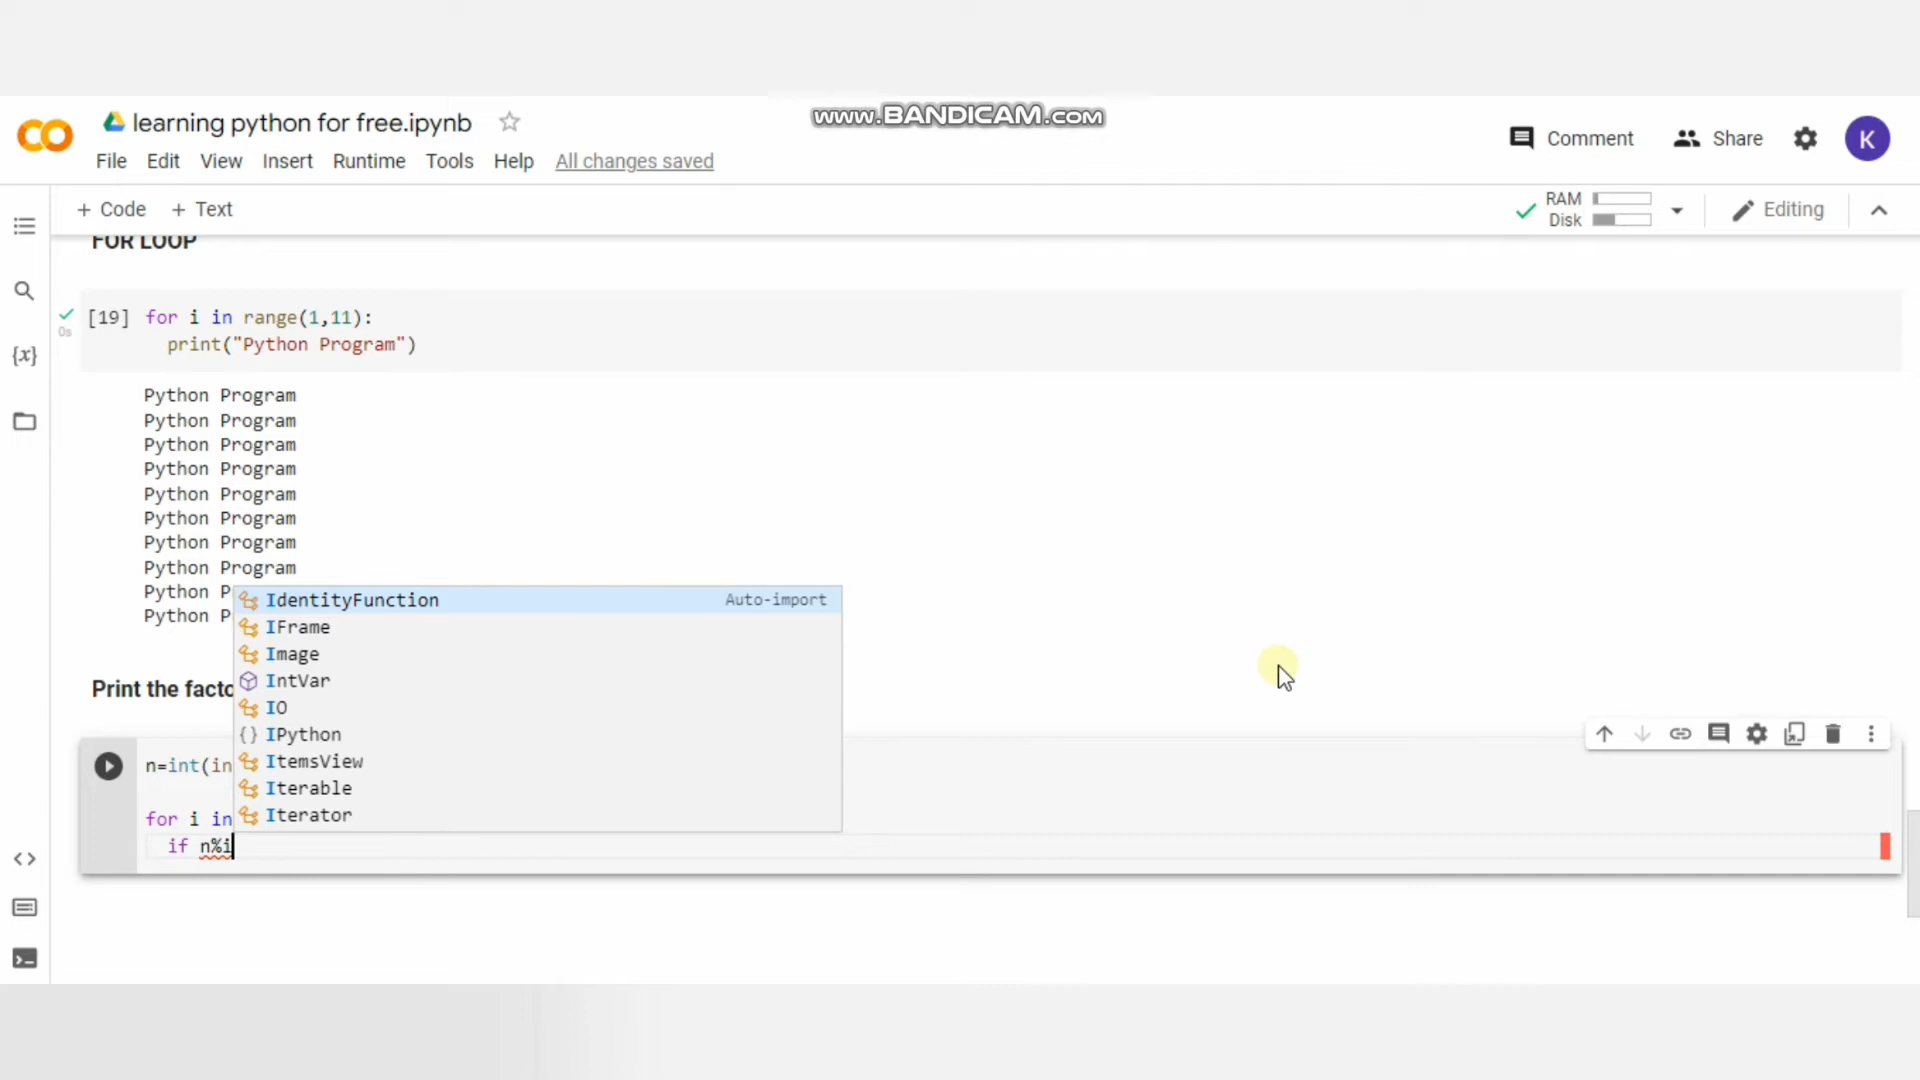 www.BANDICAM.com
learning python for free.ipynb
File Edit View Insert Runtime Tools Help All changes saved
Comment Share K
+ Code + Text
RAM
Disk
Editing
FOR LOOP
[19] for i in range(1,11):
print("Python Program")
0s
{x}
Python Program
Python Program
Python Program
Python Program
Python Program
Python Program
Python Program
Python Program
Python P
Python P
IdentityFunction Auto-import
IFrame
Image
IntVar
IO
{} IPython
ItemsView
Iterable
Iterator
Print the facto
n=int(in
for i in
if n%i